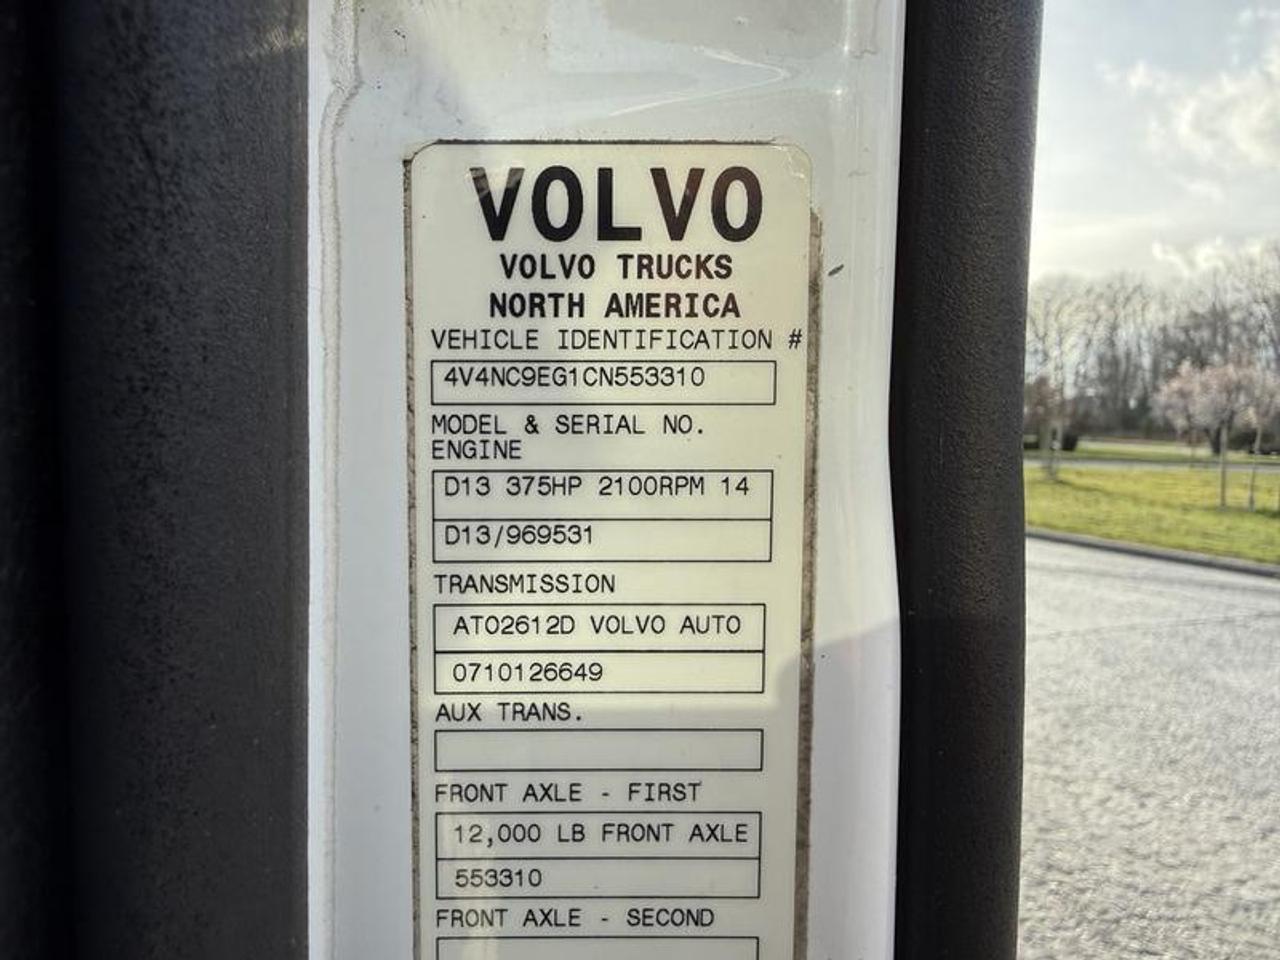 VOLVO
VOLVO TRUCKS
NORTH AMERICA
VEHICLE IDENTIFICATION #
4V4NC9EG1CN553310
MODEL & SERIAL NO.
ENGINE
D13 375HP 2100RPM 14
D13/969531
TRANSMISSION
ATO2612D VOLVO AUTO
0710126649
AUX TRANS.
FRONT AXLE - FIRST
12,000 LB FRONT AXLE
553310
FRONT AXLE - SECOND